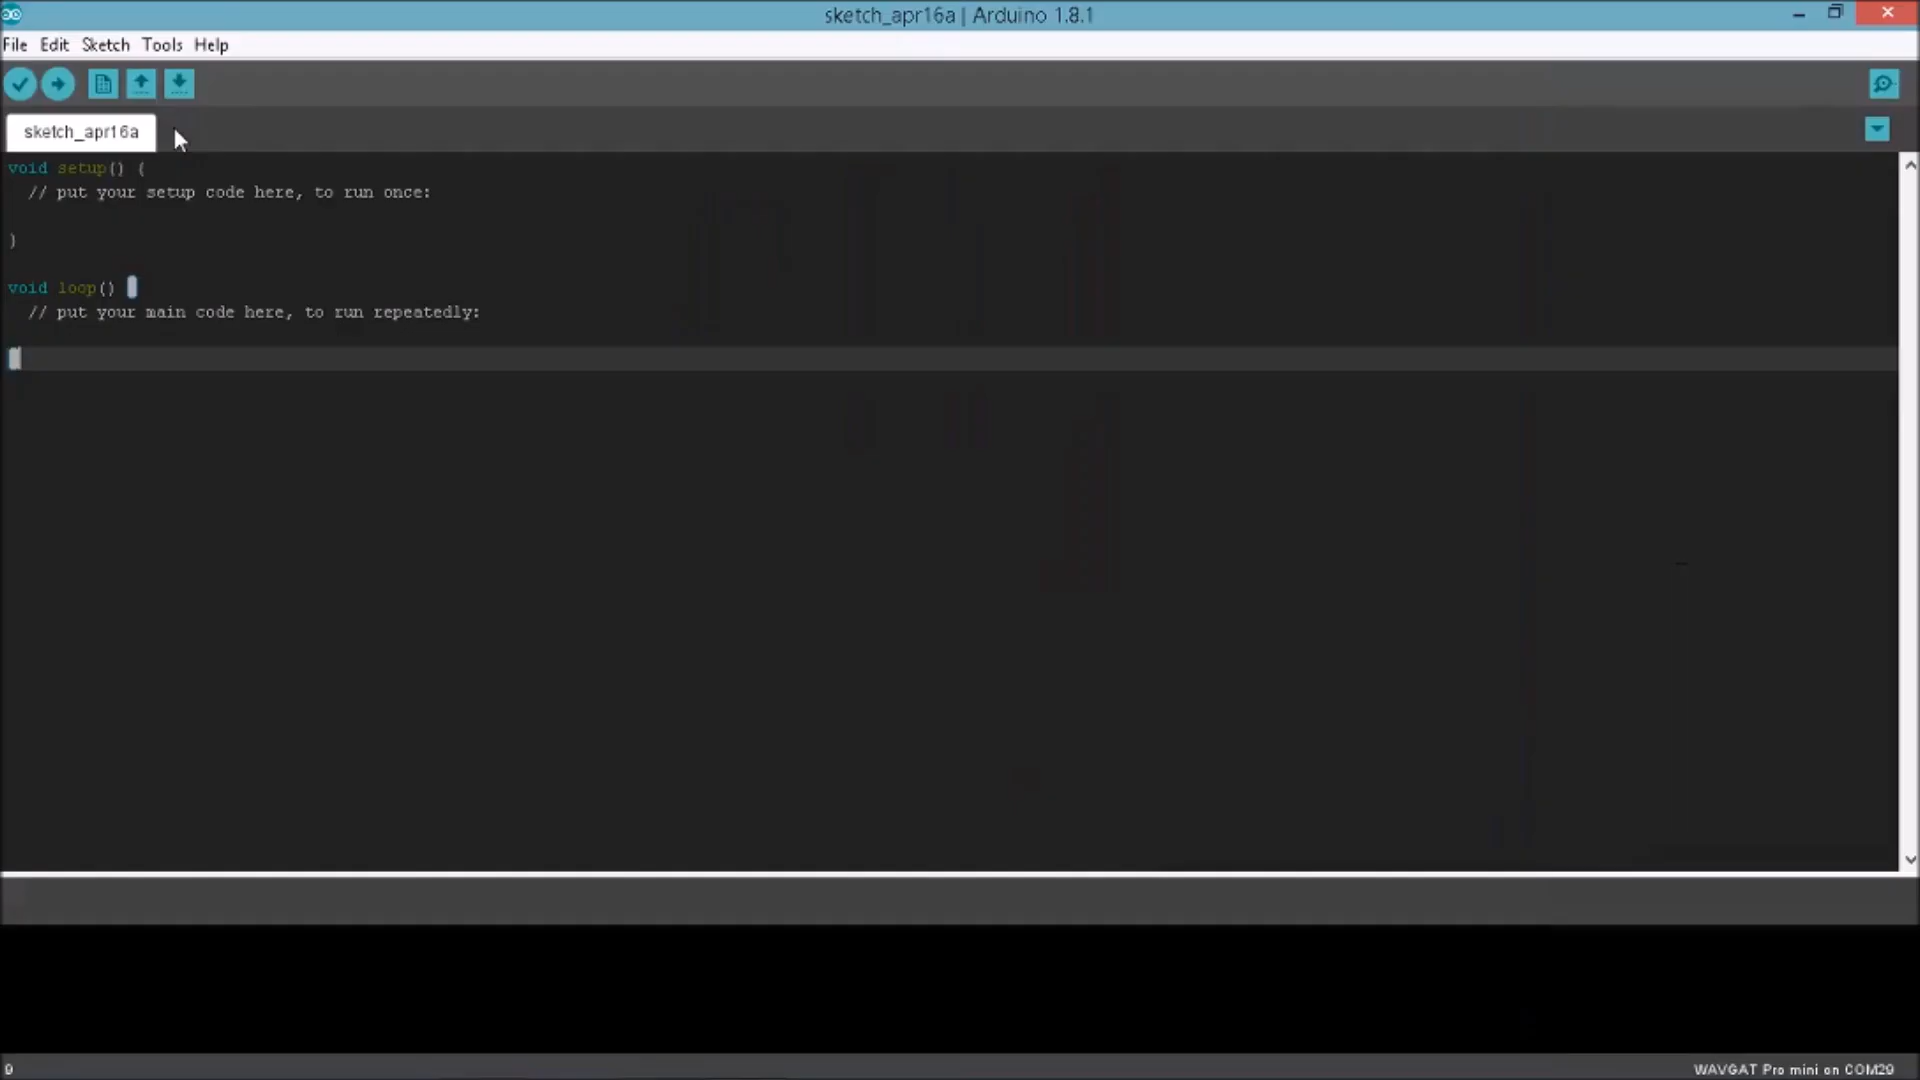 sketch_apr16a | Arduino 1.8.1
File Edit Sketch Tools Help
sketch_apr16a
void setup() {
// put your setup code here, to run once:
}
void loop()
// put your main code here, to run repeatedly:
9
WAVGAT Pro mini on COM29